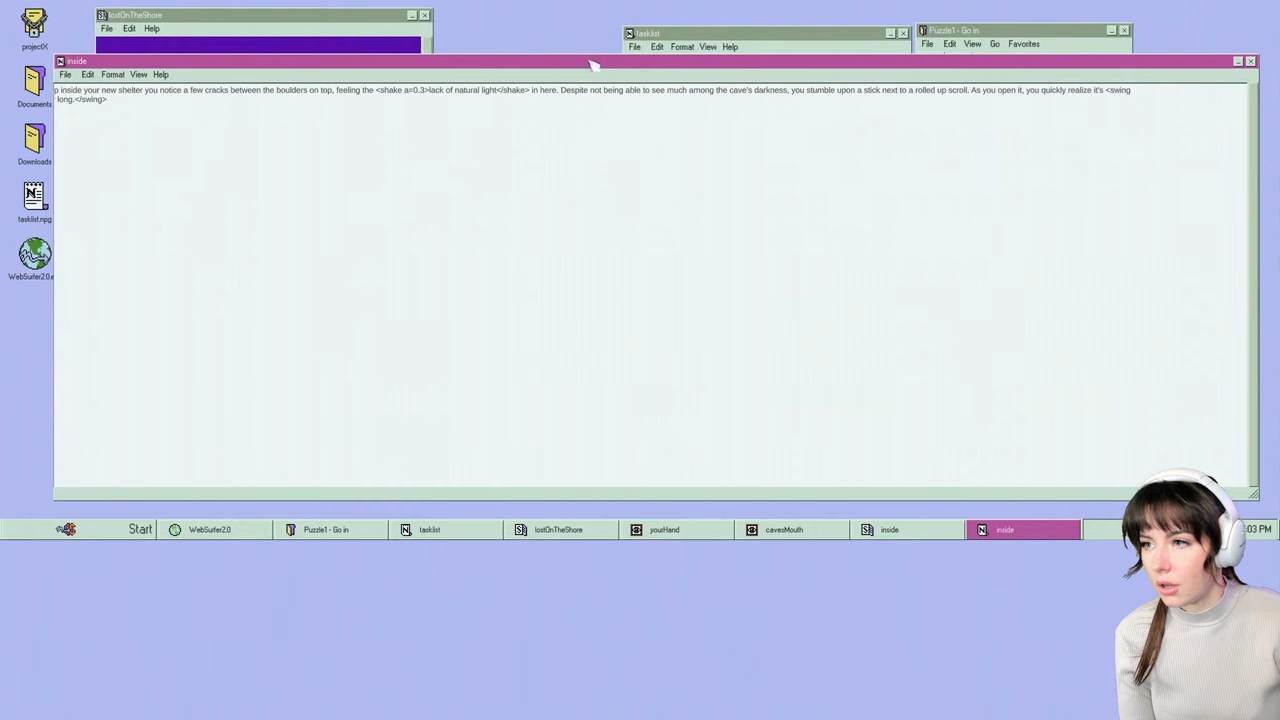 lostOnTheShore
File Edit Help
tasklist
File Edit Format View Help
Puzzle1 - Go in
File Edit View Go Favorites
projectX
Documents
Downloads
tasklist.npg
WebSurfer2.0.e
inside
File Edit Format View Help
p inside your new shelter you notice a few cracks between the boulders on top, feeling the <shake a=0.3>lack of natural light</shake> in here. Despite not being able to see much among the cave's darkness, you stumble upon a stick next to a rolled up scroll. As you open it, you quickly realize it's <swing
long.</swing>
Start WebSurfer2.0 Puzzle1 - Go in tasklist lostOnTheShore yourHand cavesMouth inside inside :03 PM